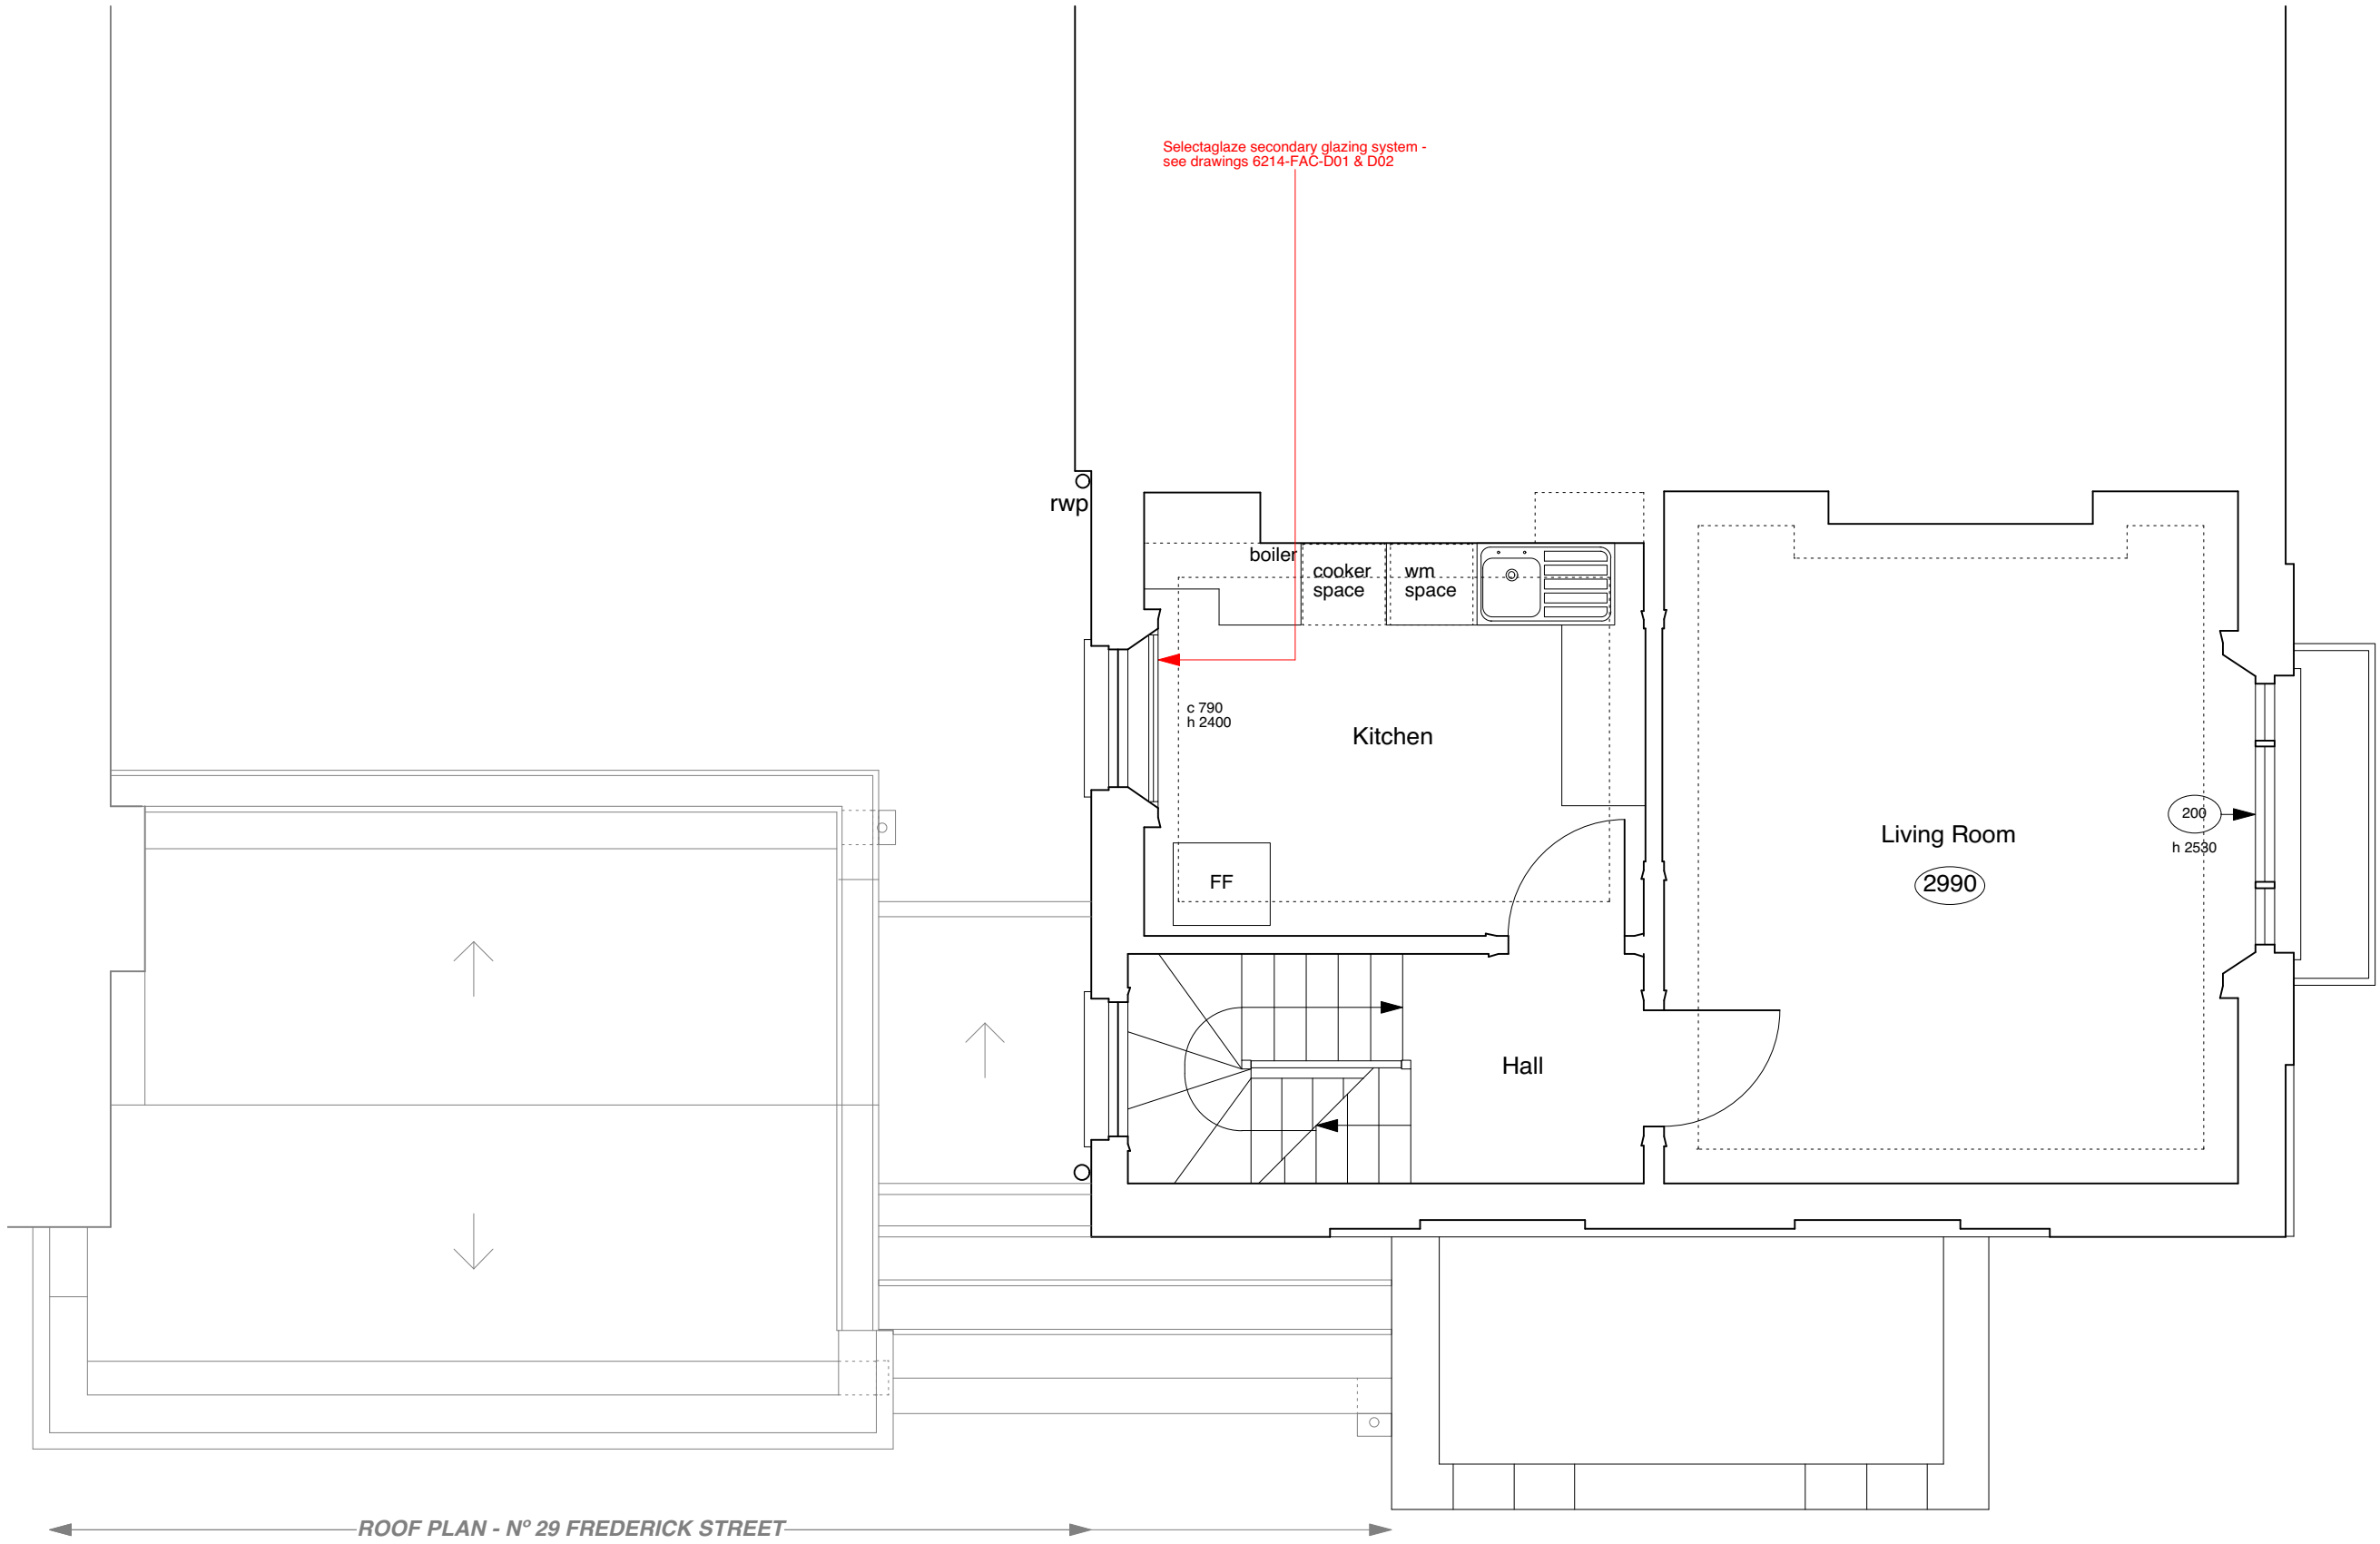 Selectaglaze secondary glazing system -
see drawings 6214-FAC-D01 & D02
rwp
boiler
cooker
space
wm
space
c 790
h 2400
Kitchen
FF
Living Room
2990
200
h 2530
Hall
ROOF PLAN - Nº 29 FREDERICK STREET